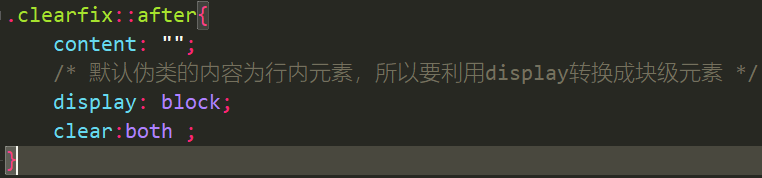 .clearfix::after{
content: "";
/* 默认伪类的内容为行内元素，所以要利用display转换成块级元素 */
display: block;
clear:both ;
}